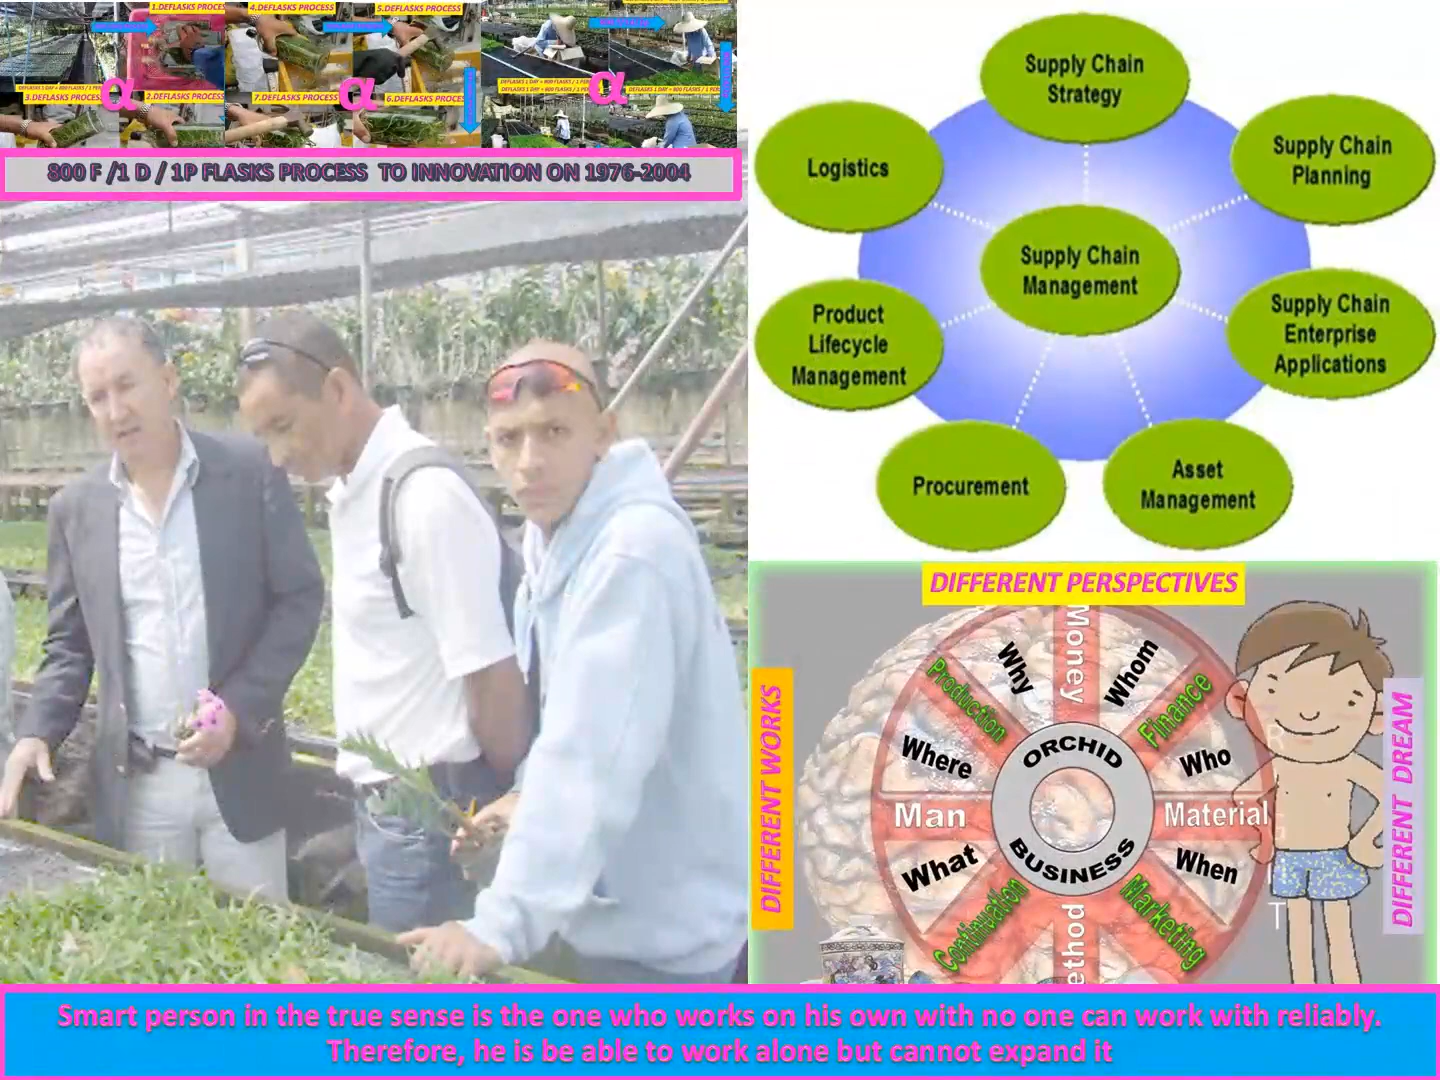 1.DEFLASKS PROCESS
4.DEFLASKS PROCESS
5.DEFLASKS PROCESS
3.DEFLASKS PROCESS
2.DEFLASKS PROCESS
7.DEFLASKS PROCESS
6.DEFLASKS PROCESS
α
α
α
800 F /1 D / 1P FLASKS PROCESS TO INNOVATION ON 1976-2004
Supply Chain
Strategy
Logistics
Supply Chain
Planning
Supply Chain
Management
Product
Lifecycle
Management
Supply Chain
Enterprise
Applications
Procurement
Asset
Management
DIFFERENT PERSPECTIVES
DIFFERENT WORKS
DIFFERENT DREAM
Money
Why
Whom
Production
Finance
Where
ORCHID
Who
Man
Material
What
BUSINESS
When
Continuation
Marketing
ethod
Smart person in the true sense is the one who works on his own with no one can work with reliably.
Therefore, he is be able to work alone but cannot expand it